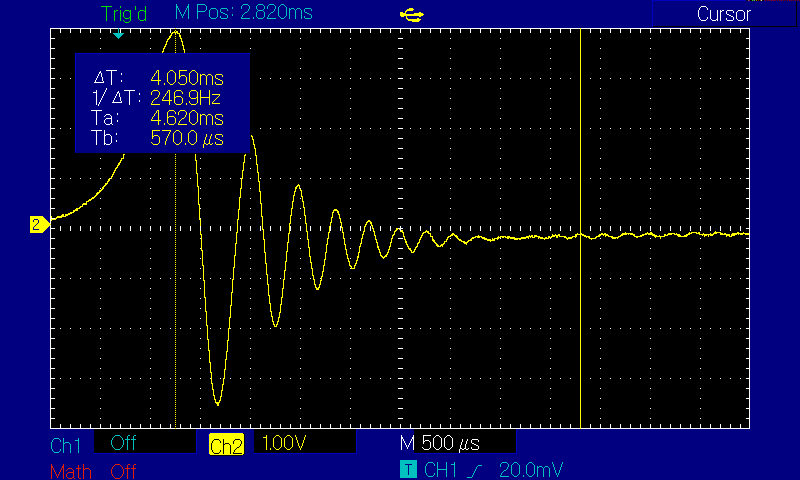 Trig'd M Pos: 2.820ms Cursor
ΔT: 4.050ms
1/ΔT: 246.9Hz
Ta: 4.620ms
Tb: 570.0 µs
2
Ch1 Off Ch2 1.00V M 500 µs
Math Off T CH1 20.0mV